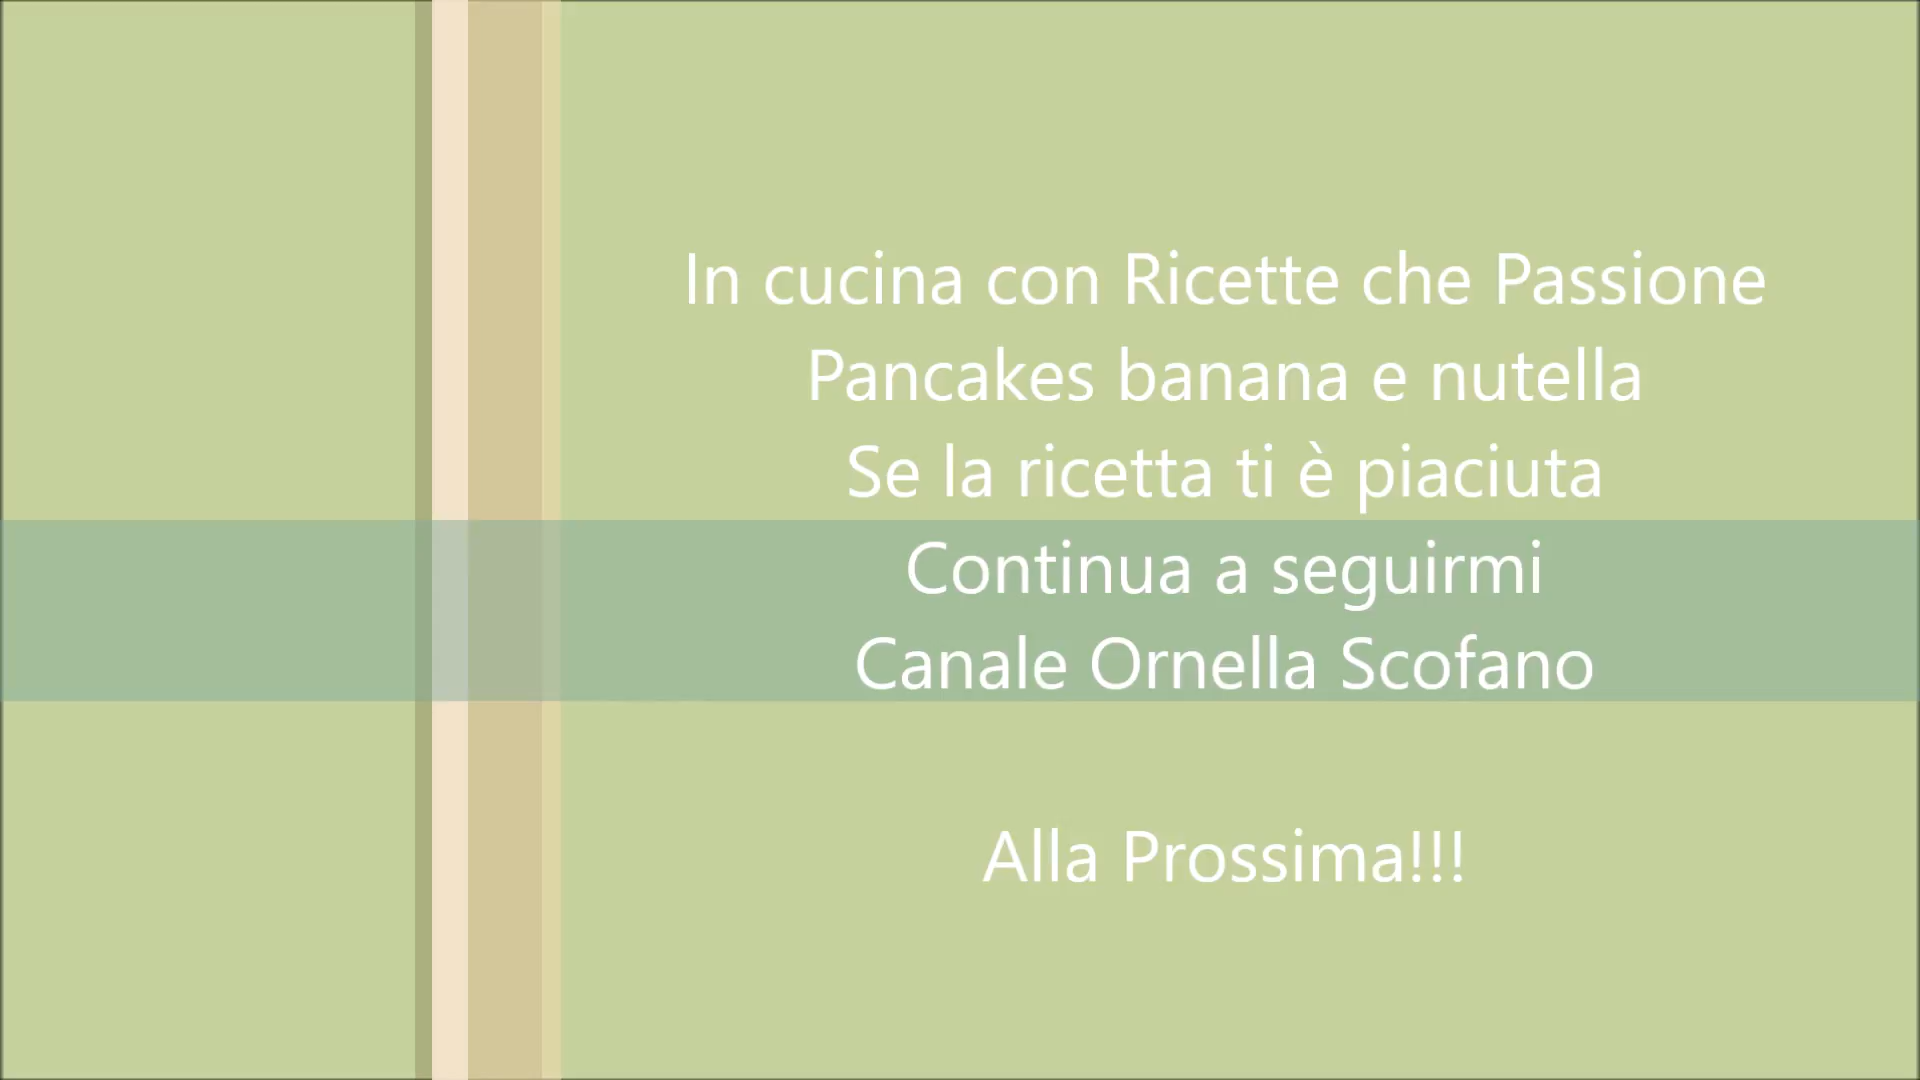 In cucina con Ricette che Passione
Pancakes banana e nutella
Se la ricetta ti è piaciuta
Continua a seguirmi
Canale Ornella Scofano
Alla Prossima!!!